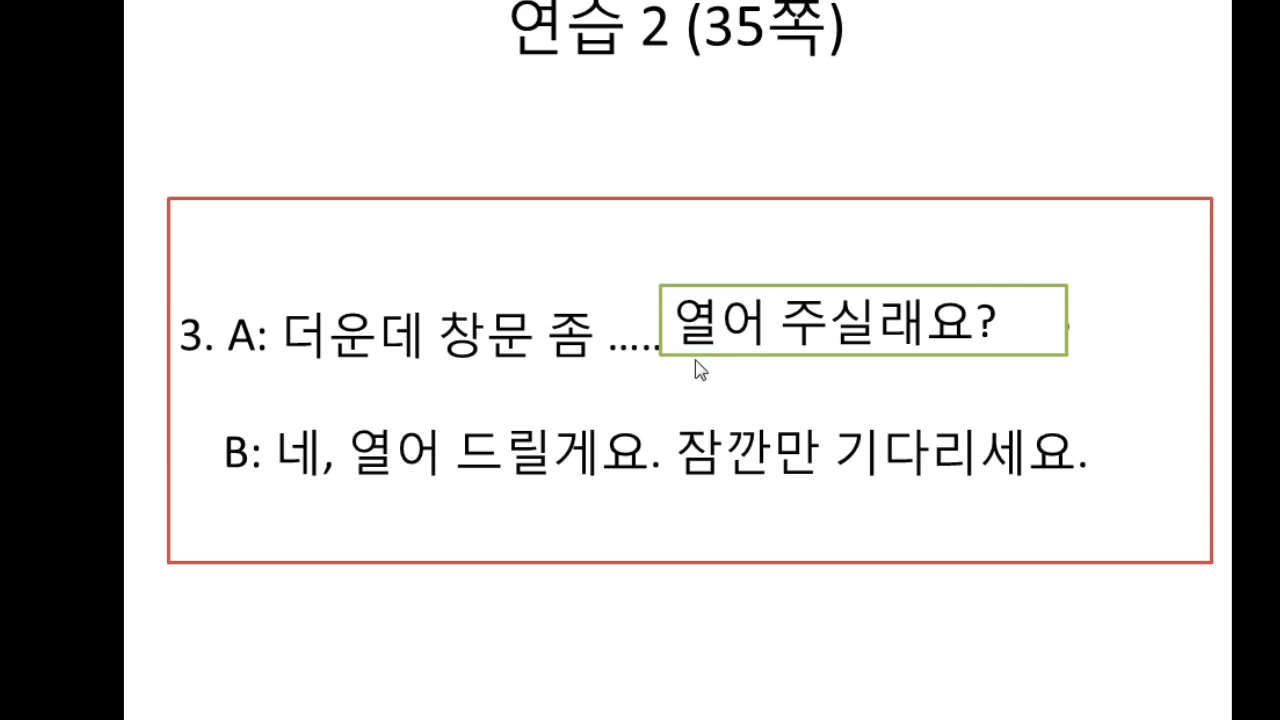 연습 2 (35쪽)
3. A: 더운데 창문 좀 ..... 열어 주실래요?
B: 네, 열어 드릴게요. 잠깐만 기다리세요.